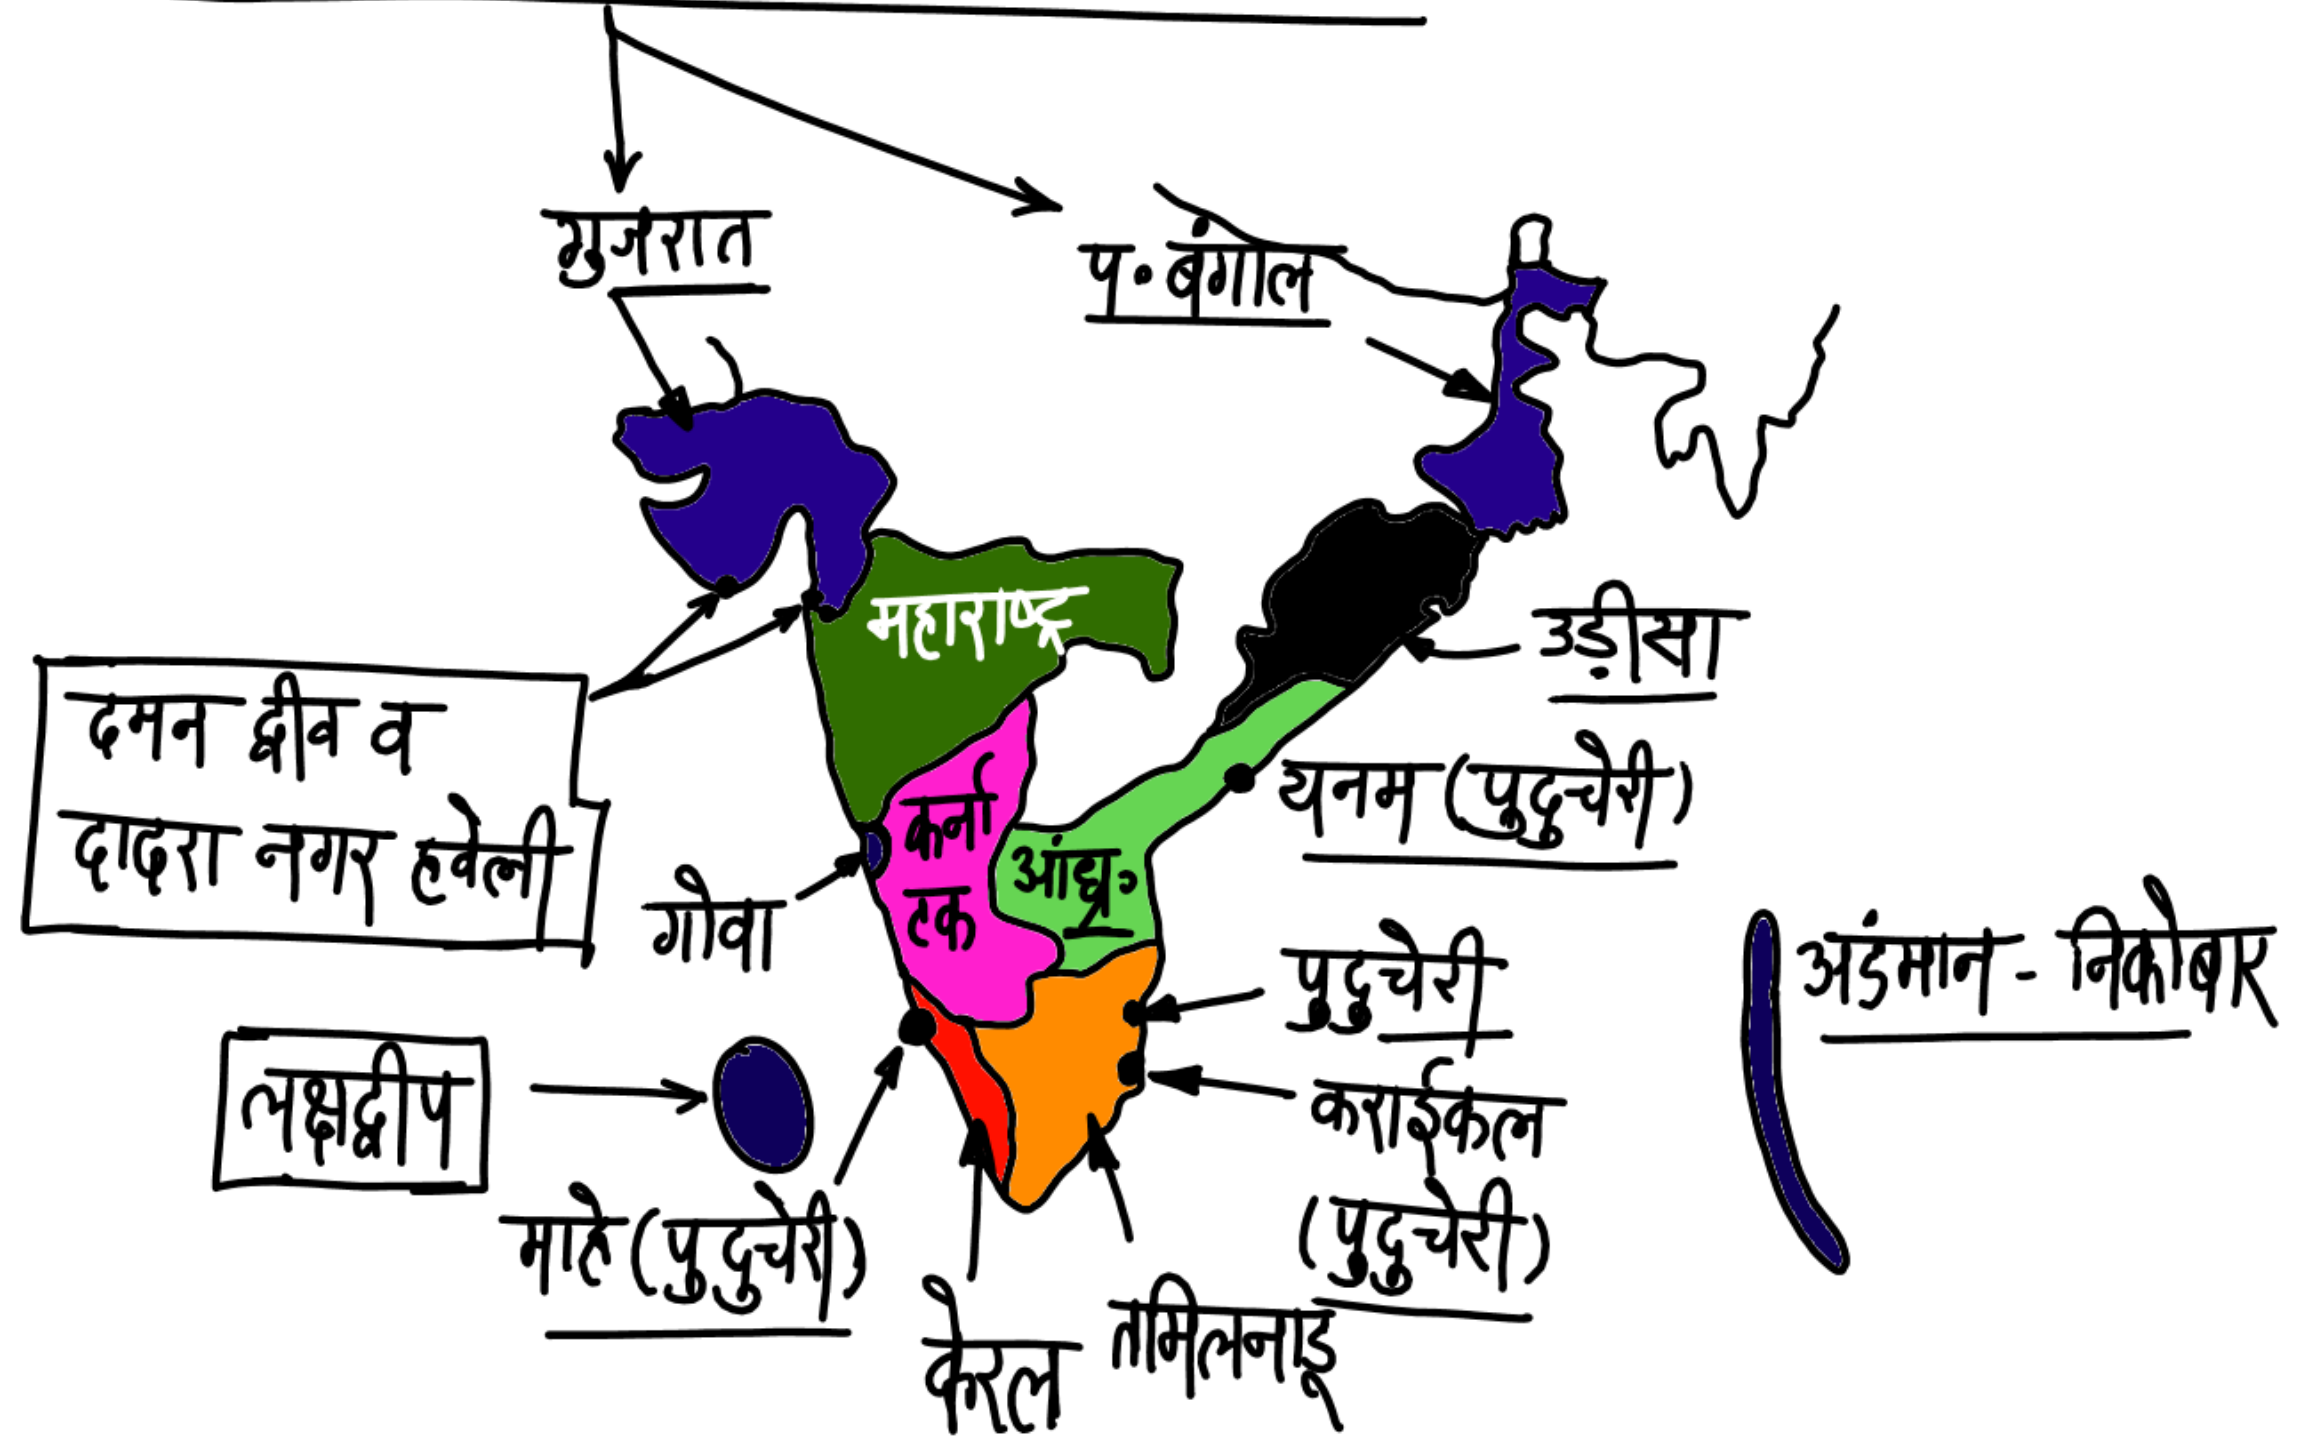 गुजरात
प॰ बंगाल
महाराष्ट्र
उड़ीसा
दमन द्वीव व
दादरा नगर हवेली
कर्ना
टक
यनम (पुदुचेरी)
आंध्र॰
गोवा
पुदुचेरी
अंडमान - निकोबार
लक्षद्वीप
कराईकल
(पुदुचेरी)
माहे (पुदुचेरी)
केरल
तमिलनाडू